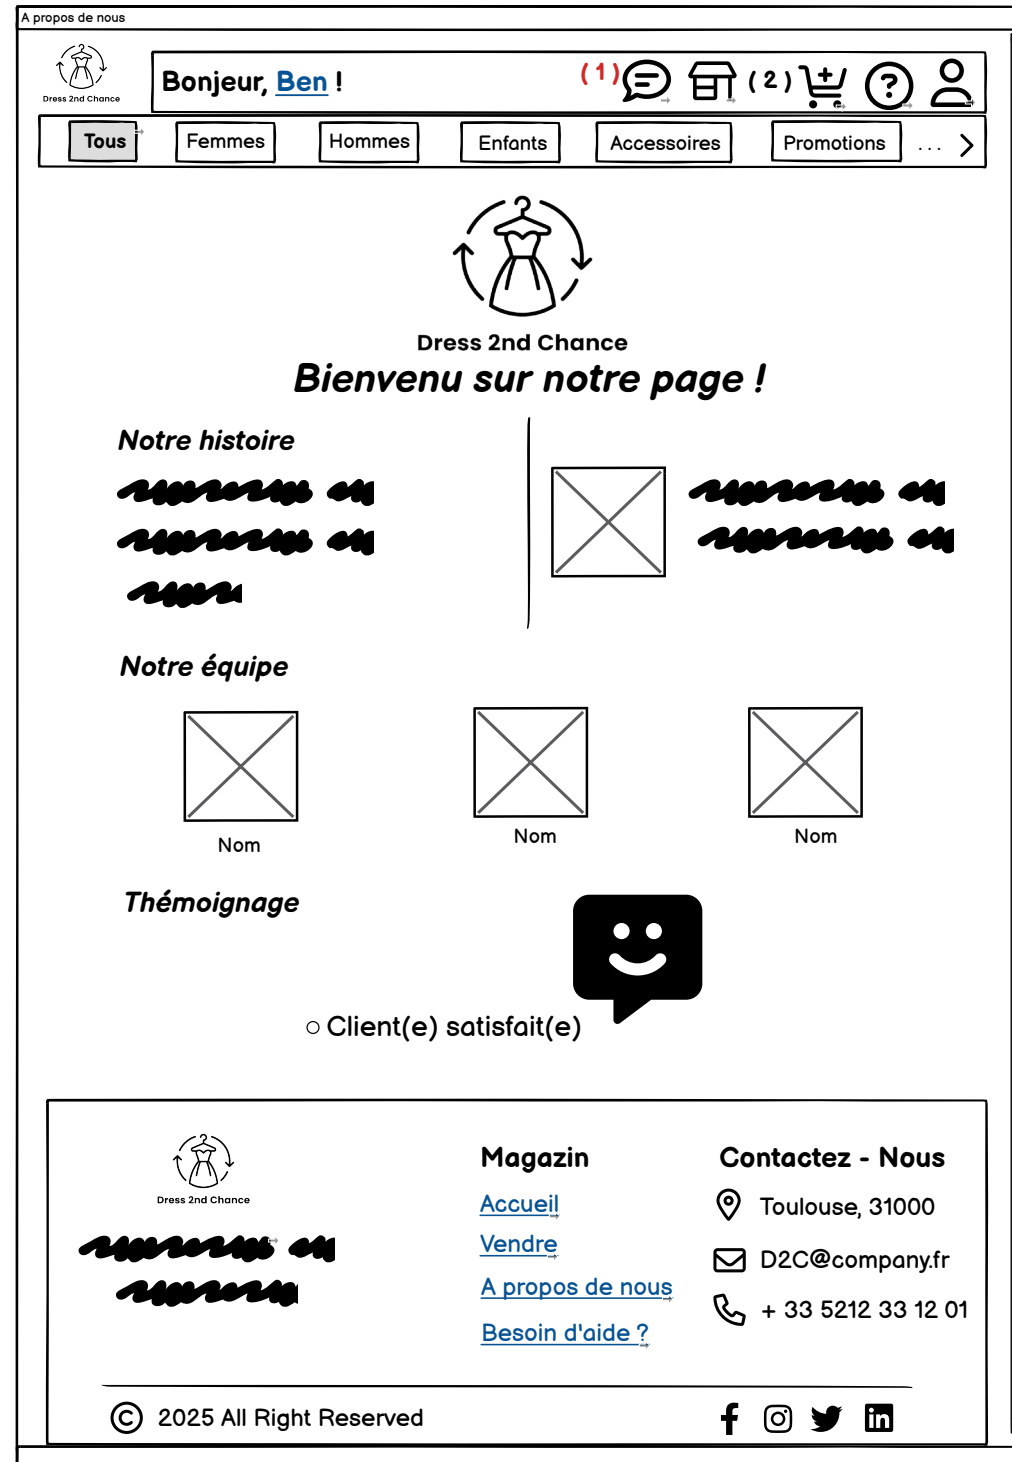 A propos de nous
Dress 2nd Chance
Bonjeur, Ben !
(1)
(2)
?
Tous
Femmes
Hommes
Enfants
Accessoires
Promotions
...
Dress 2nd Chance
Bienvenu sur notre page !
Notre histoire
Notre équipe
Nom
Nom
Nom
Thémoignage
Client(e) satisfait(e)
Dress 2nd Chance
Magazin
Accueil
Vendre
A propos de nous
Besoin d'aide ?
Contactez - Nous
Toulouse, 31000
D2C@company.fr
+ 33 5212 33 12 01
© 2025 All Right Reserved